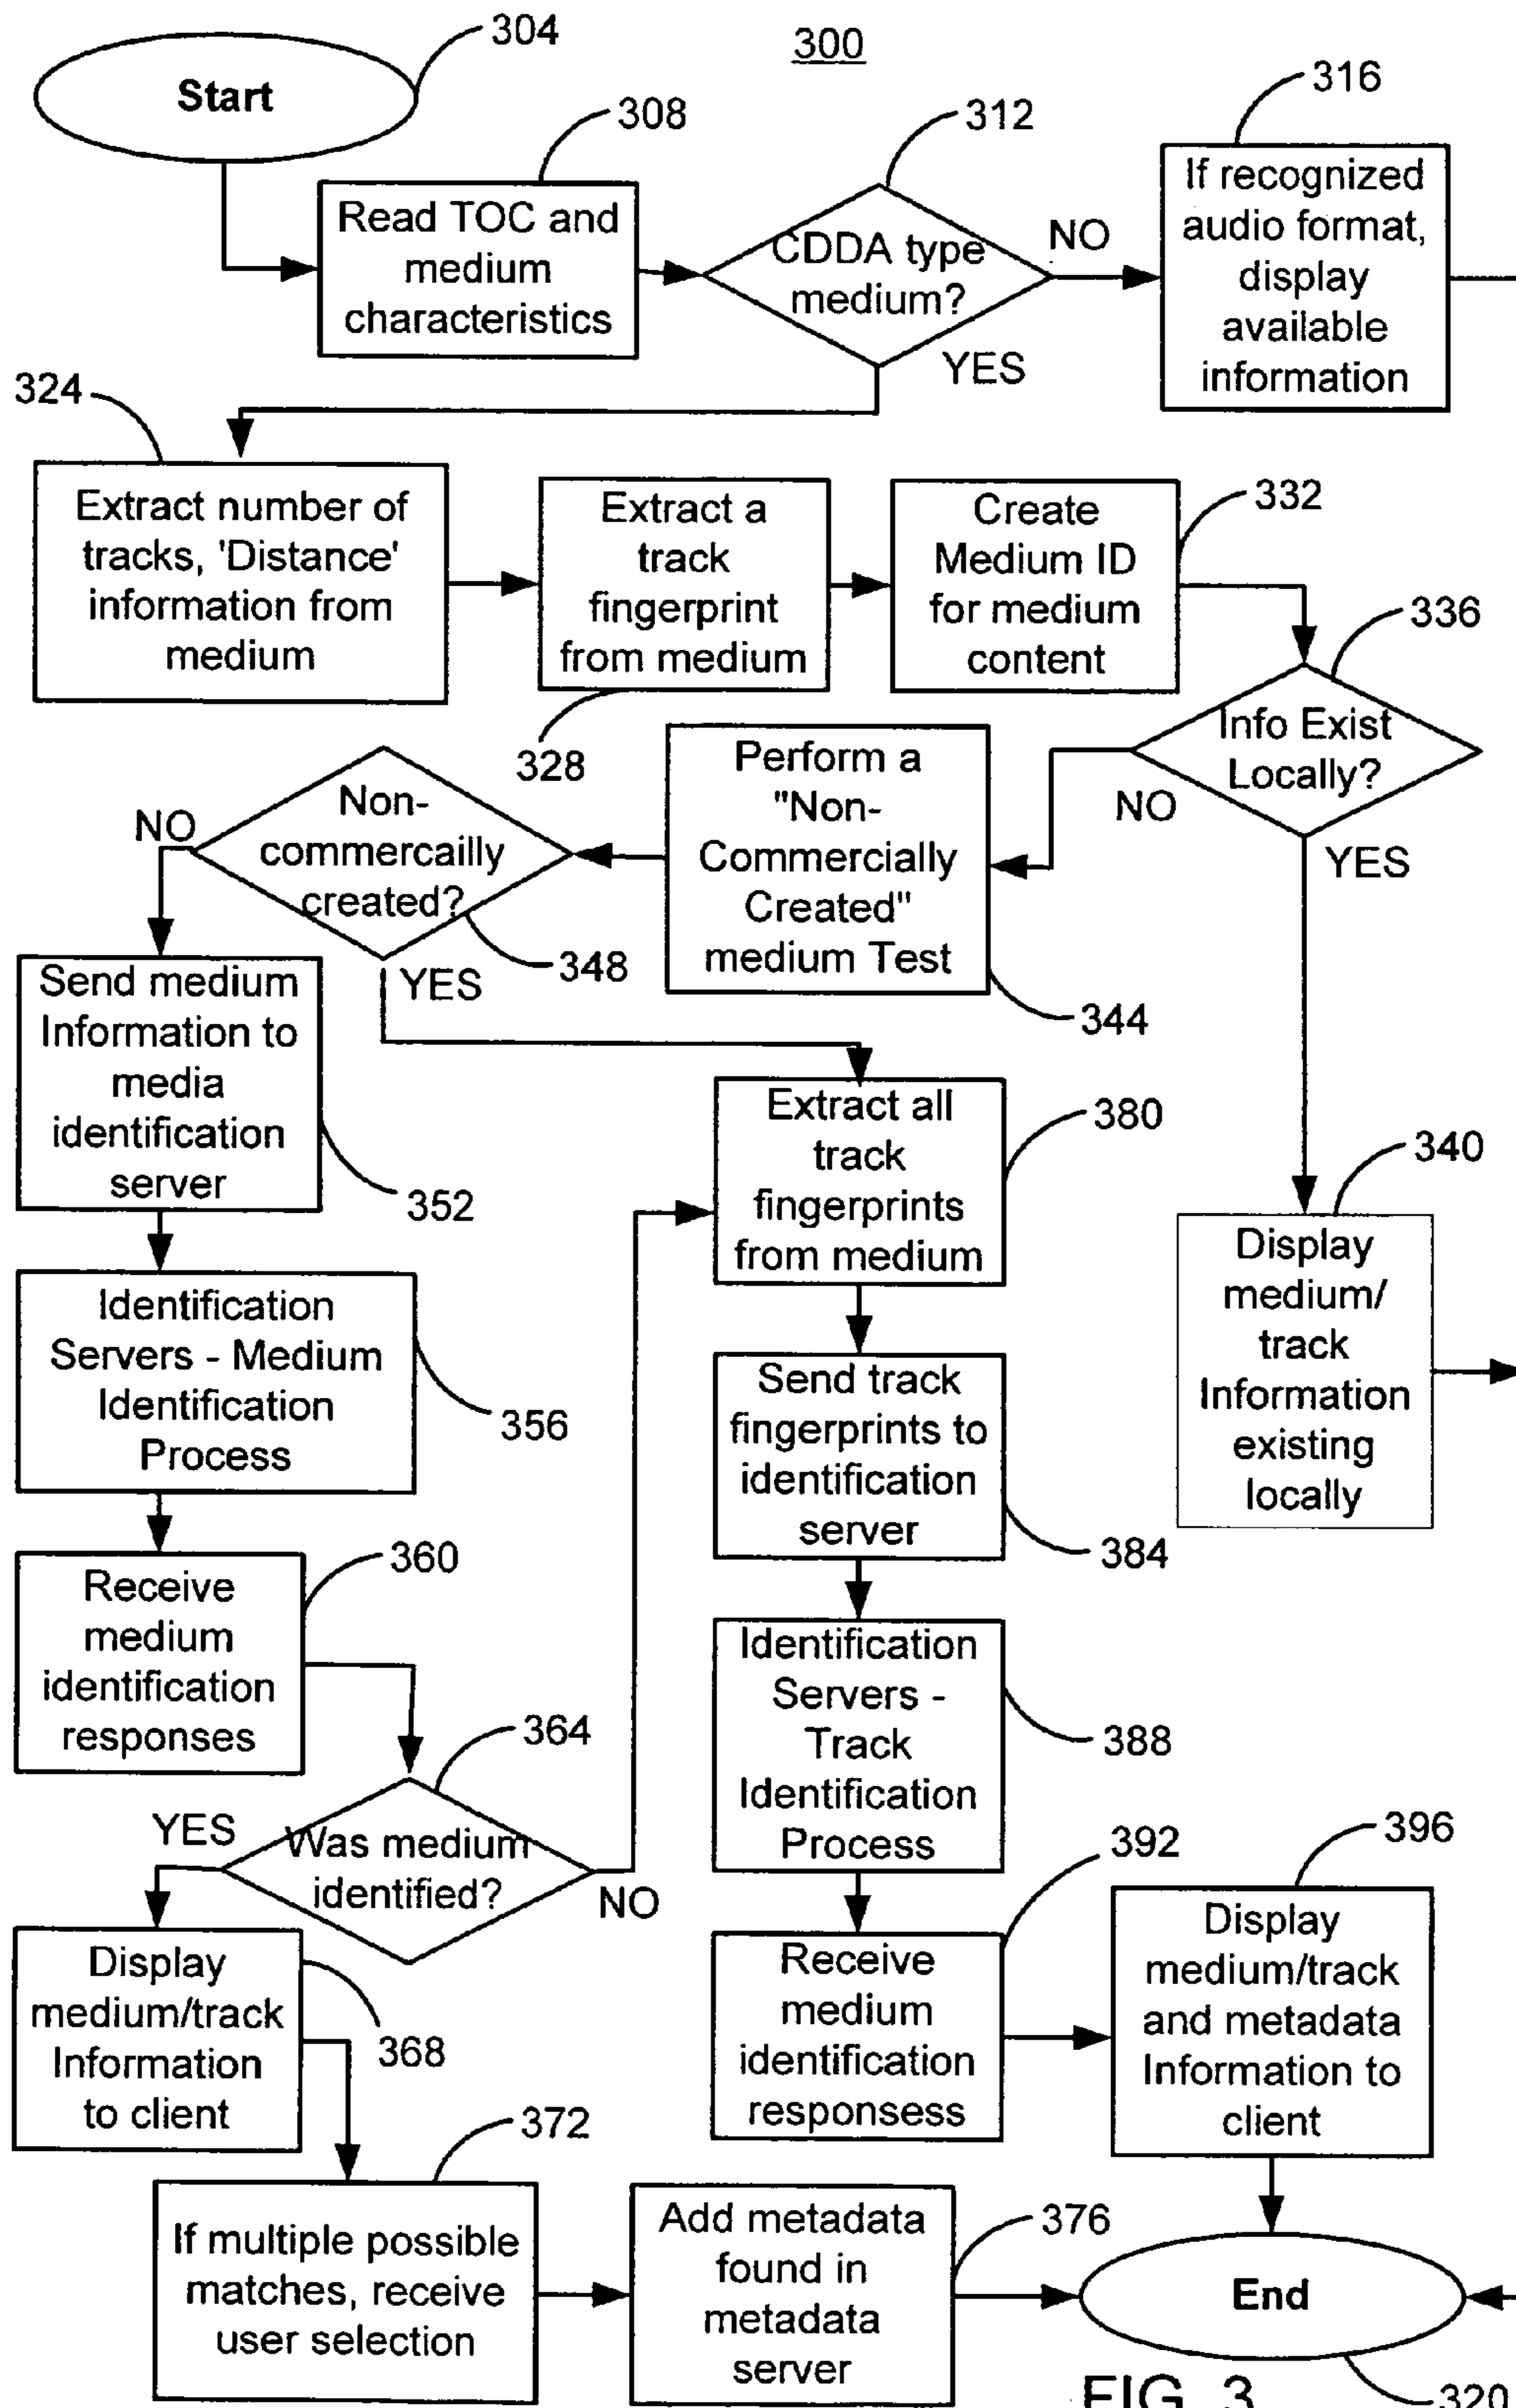 300
304
Start
308
Read TOC and
medium
characteristics
312
CDDA type
medium?
NO
YES
316
If recognized
audio format,
display
available
information
324
Extract number of
tracks, 'Distance'
information from
medium
Extract a
track
fingerprint
from medium
328
Create
Medium ID
for medium
content
332
336
Info Exist
Locally?
NO
YES
Perform a
"Non-
Commercially
Created"
medium Test
344
Non-
commercailly
created?
NO
YES
348
Send medium
Information to
media
identification
server
352
Extract all
track
fingerprints
from medium
380
340
Display
medium/
track
Information
existing
locally
Identification
Servers - Medium
Identification
Process
356
Send track
fingerprints to
identification
server
384
Receive
medium
identification
responses
360
Identification
Servers -
Track
Identification
Process
388
364
Was medium
identified?
YES
NO
392
Receive
medium
identification
responsess
396
Display
medium/track
and metadata
Information to
client
Display
medium/track
Information
to client
368
372
If multiple possible
matches, receive
user selection
Add metadata
found in
metadata
server
376
End
320
FIG. 3